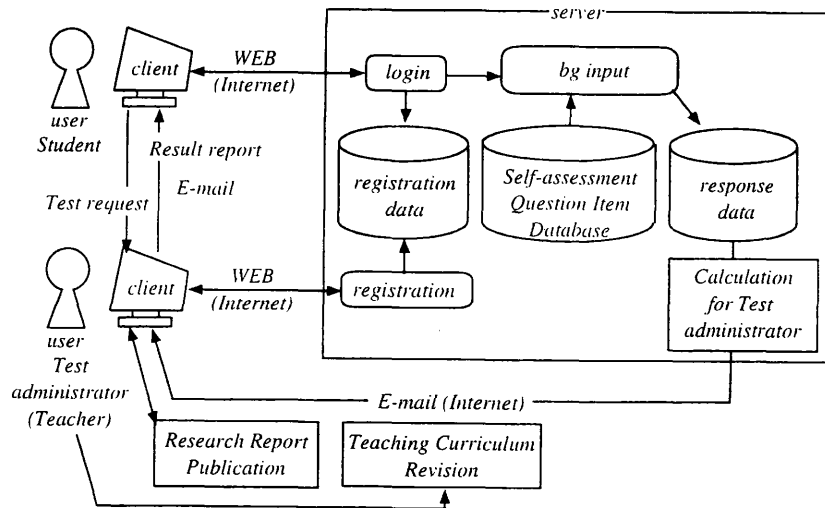 server
client
WEB
(Internet)
login
bg input
user
Student
Result report
E-mail
Test request
registration
data
Self-assessment
Question Item
Database
response
data
client
WEB
(Internet)
registration
Calculation
for Test
administrator
user
Test
administrator
(Teacher)
E-mail (Internet)
Research Report
Publication
Teaching Curriculum
Revision